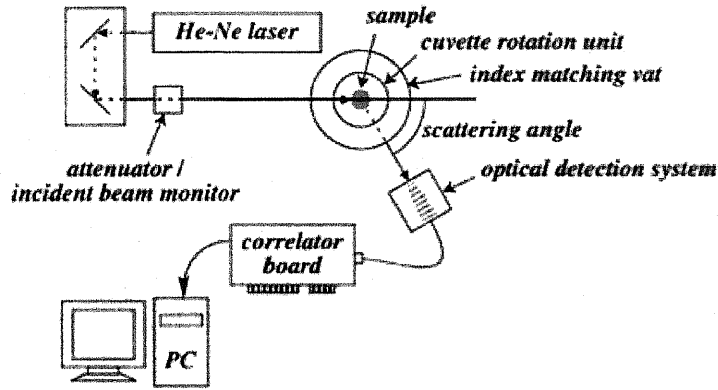 He-Ne laser
sample
cuvette rotation unit
index matching vat
scattering angle
attenuator /
incident beam monitor
optical detection system
correlator
board
PC